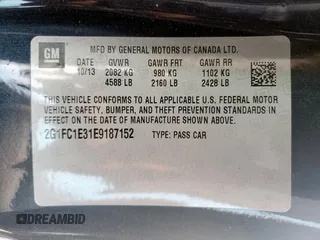 GM
BY GENERAL MOTORS OF CANADA LTD.
DATE GVWR GAWR FRT GAWR RR
10/13 2082 KG 980 KG 1102 KG
4588 LB 2160 LB 2428 LB
THIS VEHICLE CONFORMS TO ALL APPLICABLE U.S. FEDERAL MOTOR
VEHICLE SAFETY, BUMPER, AND THEFT PREVENTION STANDARDS
IN EFFECT ON THE DATE OF MANUFACTURE SHOWN ABOVE.
2G1FC1E31E9187152 TYPE: PASS CAR
DREAMBID